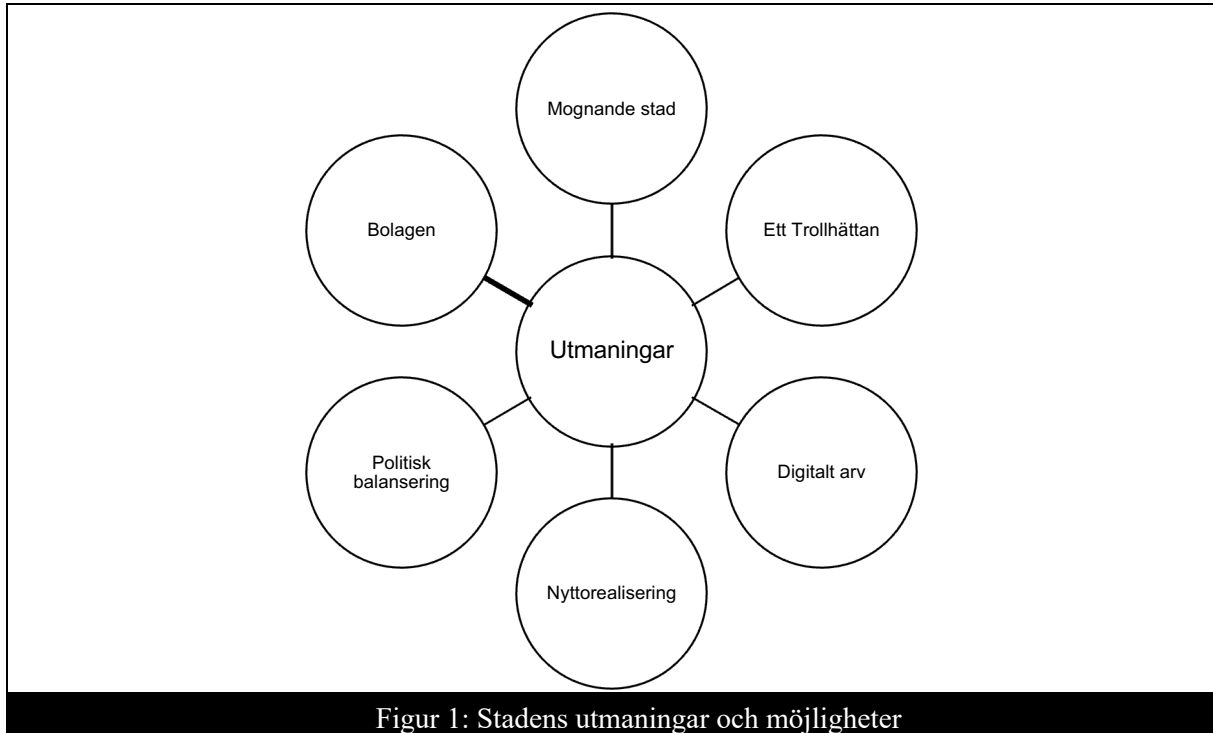 Mognande stad
Bolagen
Ett Trollhättan
Utmaningar
Politisk
balansering
Digitalt arv
Nyttorealisering
Figur 1: Stadens utmaningar och möjligheter